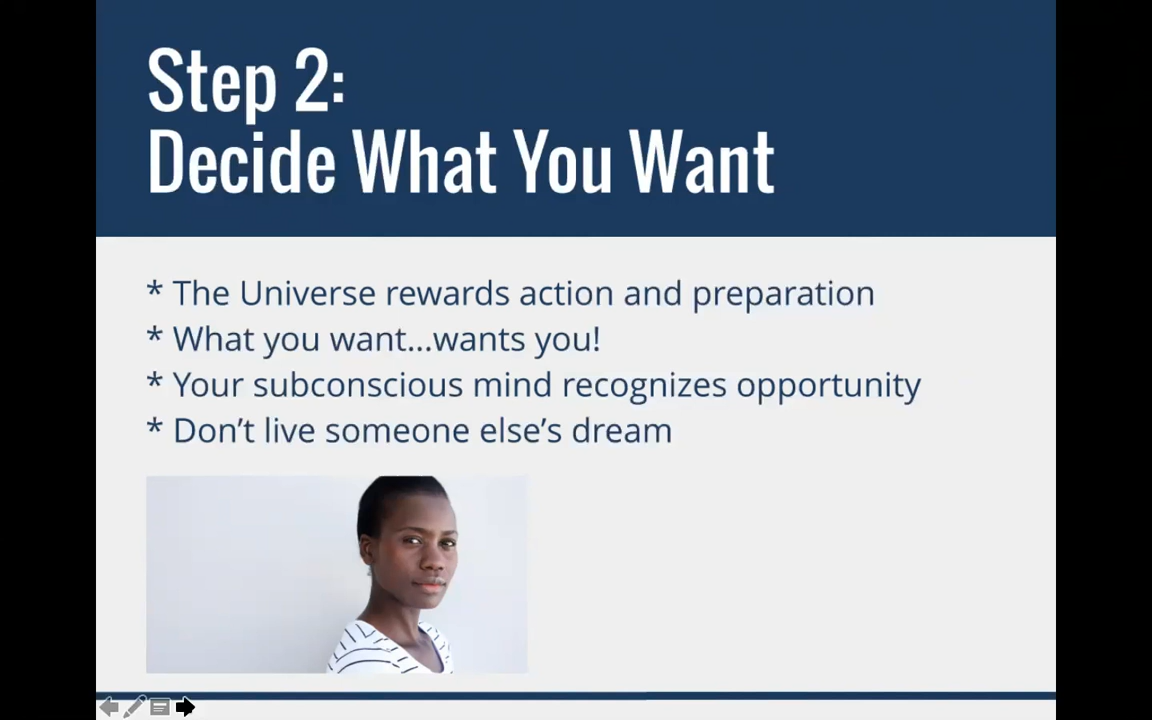 Step 2:
Decide What You Want
* The Universe rewards action and preparation
* What you want...wants you!
* Your subconscious mind recognizes opportunity
* Don’t live someone else’s dream